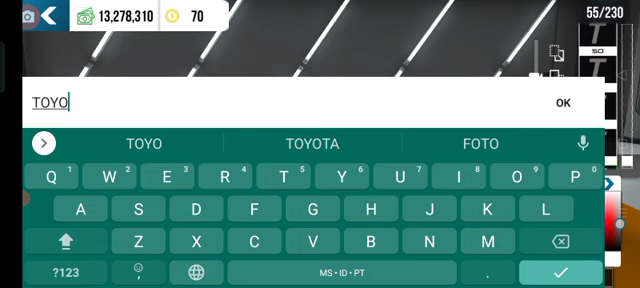 13,278,310
70
55/230
SO
TOYO
OK
TOYO TOYOTA FOTO
Q 1 W 2 E 3 R 4 T 5 Y 6 U 7 I 8 O 9 P 0
A S D F G H J K L
Z X C V B N M
?123 , MS • ID • PT .